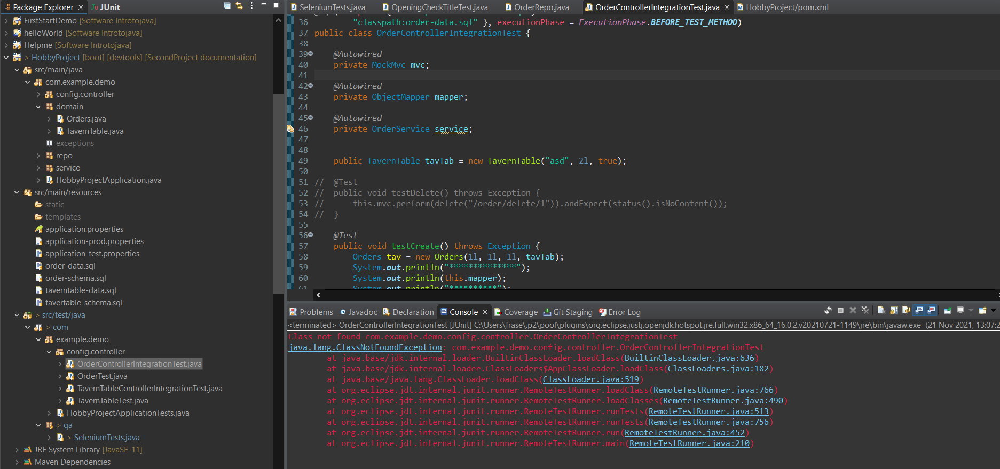 Package Explorer
JUnit
FirstStartDemo [Software Introtojava]
helloWorld [Software Introtojava]
Helpme [Software Introtojava]
> HobbyProject [boot] [devtools] [SecondProject documentation]
src/main/java
com.example.demo
config.controller
domain
Orders.java
TavernTable.java
exceptions
repo
service
HobbyProjectApplication.java
src/main/resources
static
templates
application.properties
application-prod.properties
application-test.properties
order-data.sql
order-schema.sql
taverntable-data.sql
tavertable-schema.sql
> src/test/java
> com
example.demo
config.controller
OrderControllerIntegrationTest.java
OrderTest.java
TavernTableControllerIntegrationTest.java
TavernTableTest.java
HobbyProjectApplicationTests.java
> qa
> SeleniumTests.java
JRE System Library [JavaSE-11]
Maven Dependencies
SeleniumTests.java
OpeningCheckTitleTest.java
OrderRepo.java
OrderControllerIntegrationTest.java
HobbyProject/pom.xml
36 "classpath:order-data.sql" }, executionPhase = ExecutionPhase.BEFORE_TEST_METHOD)
37 public class OrderControllerIntegrationTest {
38
39 @Autowired
40 private MockMvc mvc;
41
42 @Autowired
43 private ObjectMapper mapper;
44
45 @Autowired
46 private OrderService service;
47
48
49 public TavernTable tavTab = new TavernTable("asd", 2l, true);
50
51 // @Test
52 // public void testDelete() throws Exception {
53 // this.mvc.perform(delete("/order/delete/1")).andExpect(status().isNoContent());
54 // }
55
56 @Test
57 public void testCreate() throws Exception {
58 Orders tav = new Orders(1l, 1l, 1l, tavTab);
59 System.out.println("**************");
60 System.out.println(this.mapper);
61 System.out.println("**********");
Problems
Javadoc
Declaration
Console
Coverage
Git Staging
Error Log
<terminated> OrderControllerIntegrationTest [JUnit] C:\Users\frase\.p2\pool\plugins\org.eclipse.justj.openjdk.hotspot.jre.full.win32.x86_64_16.0.2.v20210721-1149\jre\bin\javaw.exe (21 Nov 2021, 13:07:2
Class not found com.example.demo.config.controller.OrderControllerIntegrationTest
java.lang.ClassNotFoundException: com.example.demo.config.controller.OrderControllerIntegrationTest
at java.base/jdk.internal.loader.BuiltinClassLoader.loadClass(BuiltinClassLoader.java:636)
at java.base/jdk.internal.loader.ClassLoaders$AppClassLoader.loadClass(ClassLoaders.java:182)
at java.base/java.lang.ClassLoader.loadClass(ClassLoader.java:519)
at org.eclipse.jdt.internal.junit.runner.RemoteTestRunner.loadClass(RemoteTestRunner.java:766)
at org.eclipse.jdt.internal.junit.runner.RemoteTestRunner.loadClasses(RemoteTestRunner.java:490)
at org.eclipse.jdt.internal.junit.runner.RemoteTestRunner.runTests(RemoteTestRunner.java:513)
at org.eclipse.jdt.internal.junit.runner.RemoteTestRunner.runTests(RemoteTestRunner.java:756)
at org.eclipse.jdt.internal.junit.runner.RemoteTestRunner.run(RemoteTestRunner.java:452)
at org.eclipse.jdt.internal.junit.runner.RemoteTestRunner.main(RemoteTestRunner.java:210)